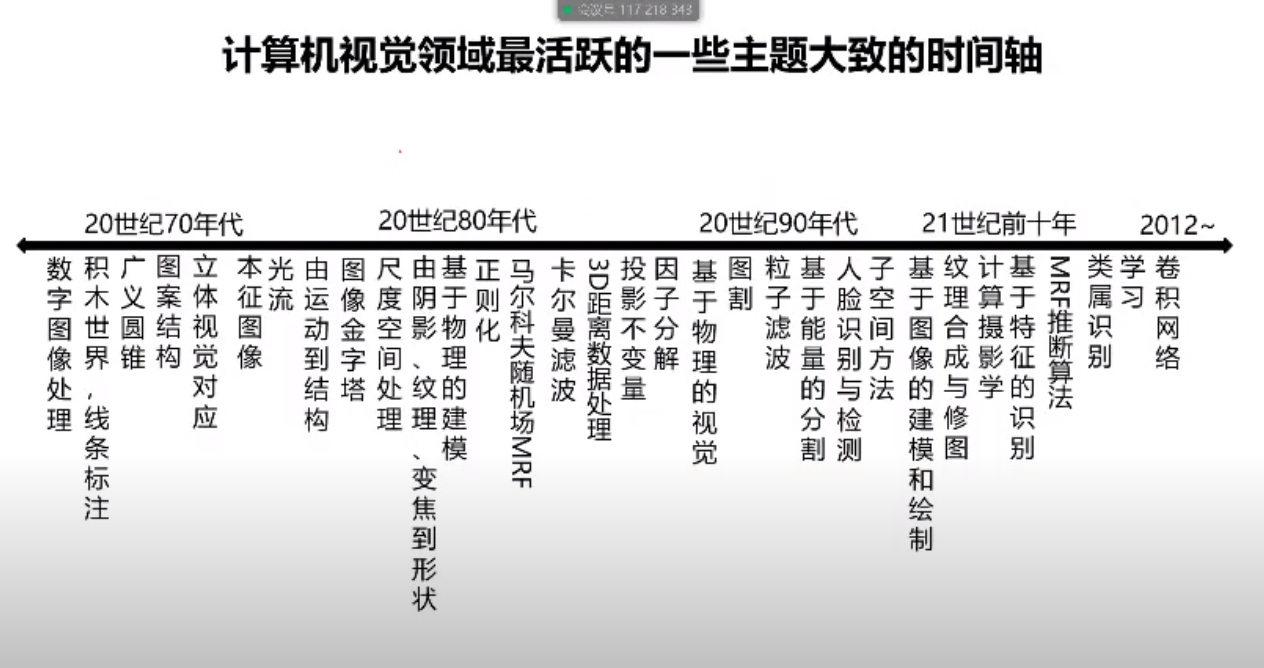 会议号: 117 218 343
计算机视觉领域最活跃的一些主题大致的时间轴
20世纪70年代
20世纪80年代
20世纪90年代
21世纪前十年
2012~
数字图像处理
积木世界,线条标注
广义圆锥
图案结构
立体视觉对应
本征图像
光流
由运动到结构
图像金字塔
尺度空间处理
由阴影、纹理、变焦到形状
基于物理的建模
正则化
马尔科夫随机场MRF
卡尔曼滤波
3D距离数据处理
投影不变量
因子分解
基于物理的视觉
图割
粒子滤波
基于能量的分割
人脸识别与检测
子空间方法
基于图像的建模和绘制
纹理合成与修图
计算摄影学
基于特征的识别
MRF推断算法
类属识别
学习
卷积网络